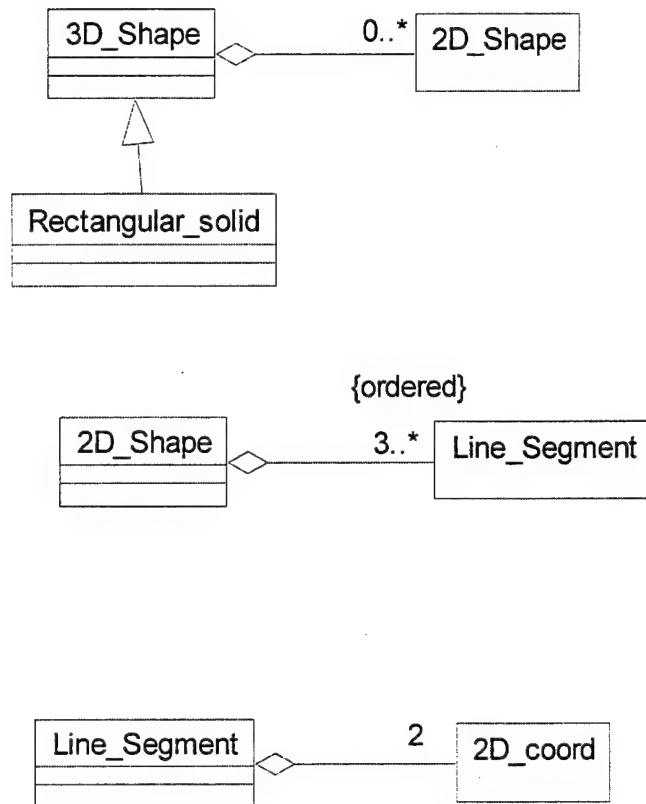 3D_Shape
0..*
2D_Shape
Rectangular_solid
{ordered}
2D_Shape
3..*
Line_Segment
Line_Segment
2
2D_coord